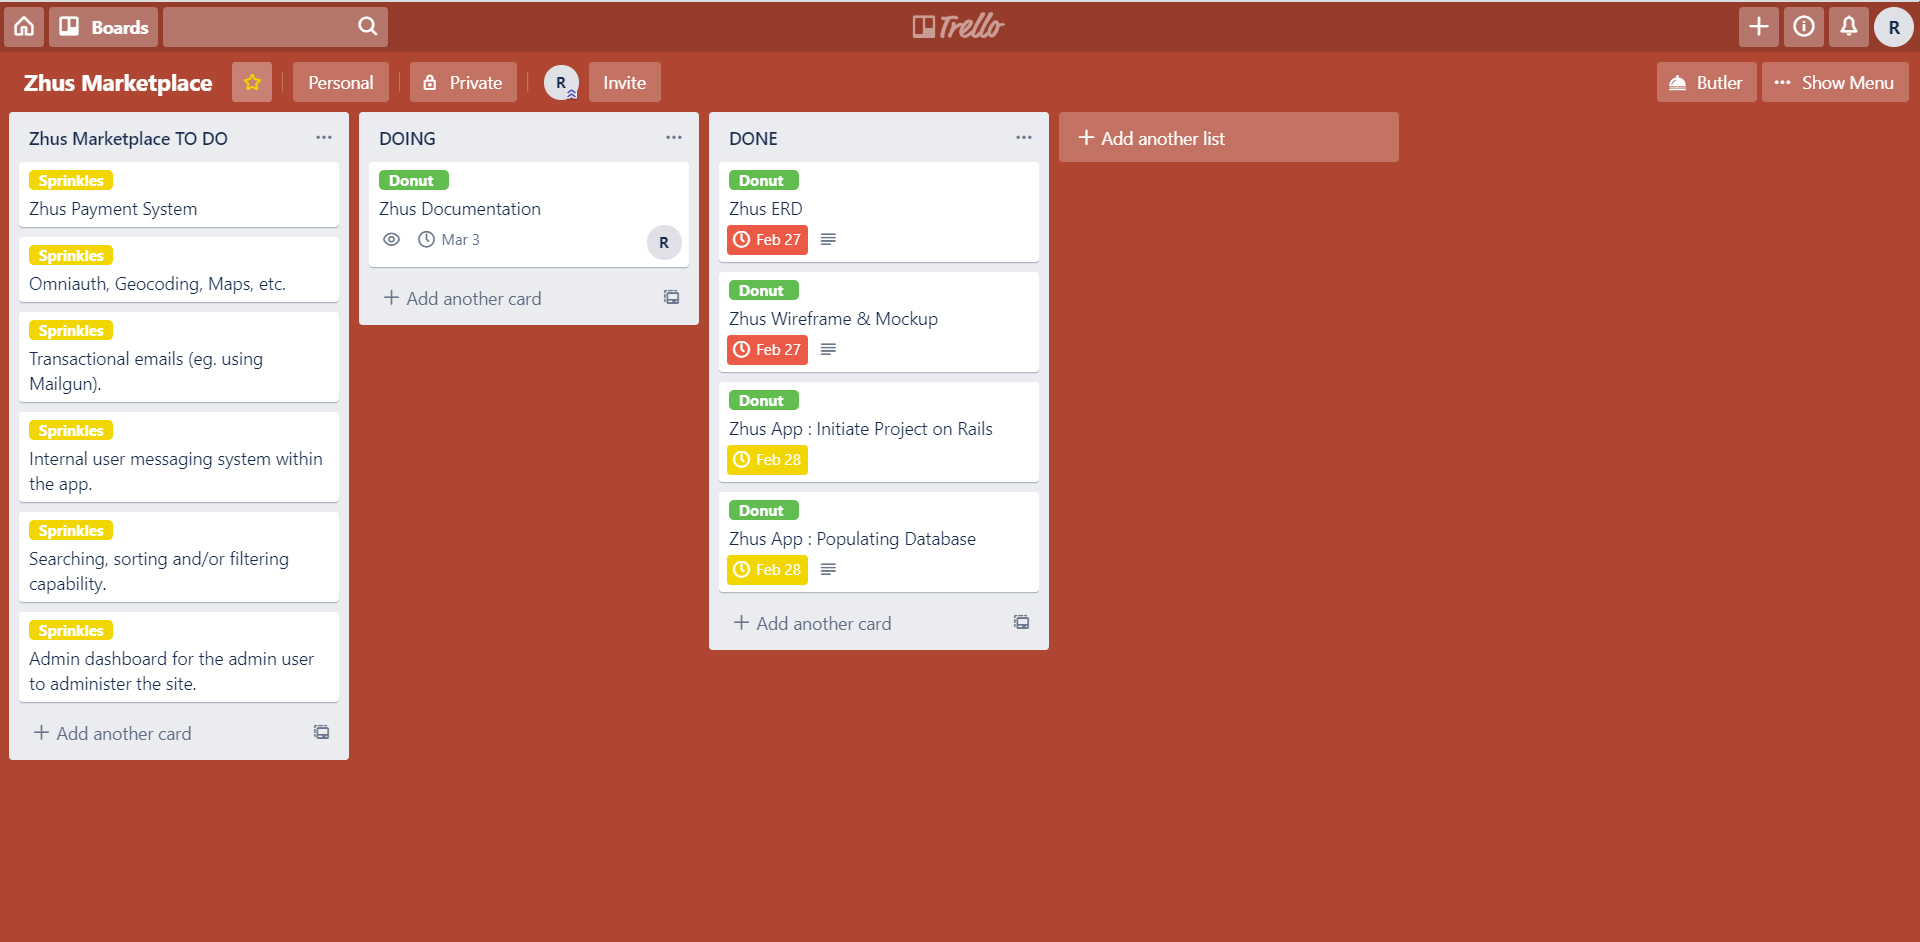 Boards
Trello
R
Zhus Marketplace
Personal
Private
R
Invite
Butler
Show Menu
Zhus Marketplace TO DO
Sprinkles
Zhus Payment System
Sprinkles
Omniauth, Geocoding, Maps, etc.
Sprinkles
Transactional emails (eg. using
Mailgun).
Sprinkles
Internal user messaging system within
the app.
Sprinkles
Searching, sorting and/or filtering
capability.
Sprinkles
Admin dashboard for the admin user
to administer the site.
Add another card
DOING
Donut
Zhus Documentation
Mar 3
R
Add another card
DONE
Donut
Zhus ERD
Feb 27
Donut
Zhus Wireframe & Mockup
Feb 27
Donut
Zhus App : Initiate Project on Rails
Feb 28
Donut
Zhus App : Populating Database
Feb 28
Add another card
Add another list